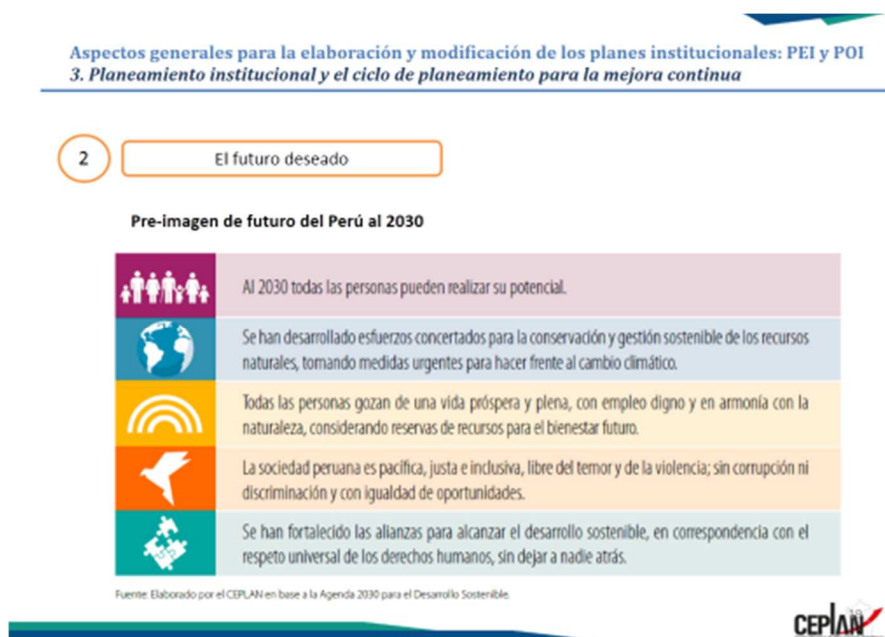 Aspectos generales para la elaboración y modificación de los planes institucionales: PEI y POI
3. Planeamiento institucional y el ciclo de planeamiento para la mejora continua
2
El futuro deseado
Pre-imagen de futuro del Perú al 2030
Al 2030 todas las personas pueden realizar su potencial.
Se han desarrollado esfuerzos concertados para la conservación y gestión sostenible de los recursos
naturales, tomando medidas urgentes para hacer frente al cambio climático.
Todas las personas gozan de una vida próspera y plena, con empleo digno y en armonía con la
naturaleza, considerando reservas de recursos para el bienestar futuro.
La sociedad peruana es pacífica, justa e inclusiva, libre del temor y de la violencia; sin corrupción ni
discriminación y con igualdad de oportunidades.
Se han fortalecido las alianzas para alcanzar el desarrollo sostenible, en correspondencia con el
respeto universal de los derechos humanos, sin dejar a nadie atrás.
Fuente: Elaborado por el CEPLAN en base a la Agenda 2030 para el Desarrollo Sostenible.
CEPLAN